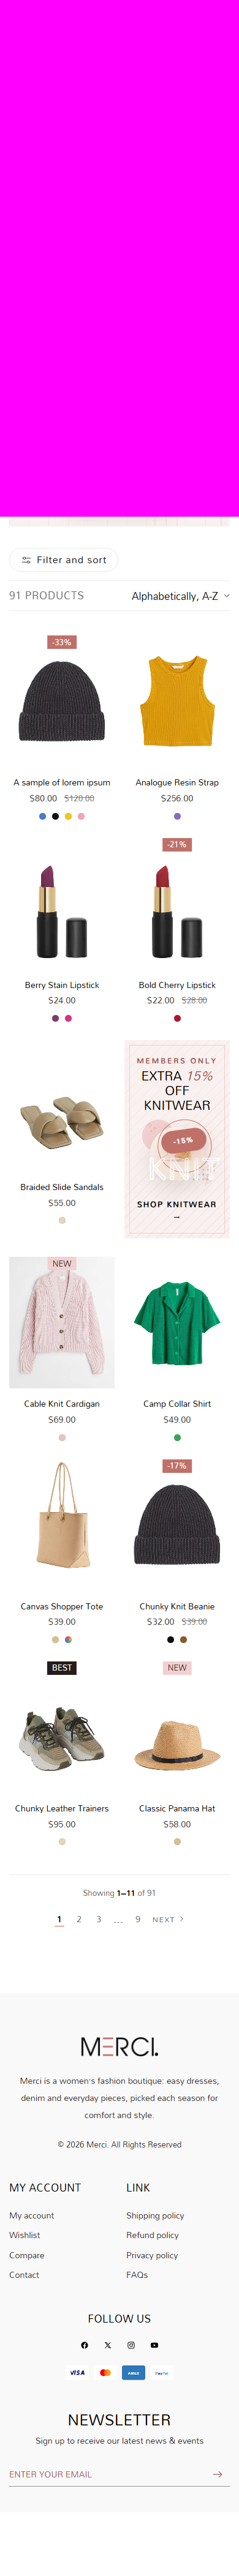 Filter and sort
91 PRODUCTS
Alphabetically, A-Z
-33%
A sample of lorem ipsum
$80.00 $120.00
Analogue Resin Strap
$256.00
-21%
Berry Stain Lipstick
$24.00
Bold Cherry Lipstick
$22.00 $28.00
Braided Slide Sandals
$55.00
MEMBERS ONLY
EXTRA 15%
OFF
KNITWEAR
-15%
KNIT
SHOP KNITWEAR
→
NEW
Cable Knit Cardigan
$69.00
Camp Collar Shirt
$49.00
Canvas Shopper Tote
$39.00
-17%
Chunky Knit Beanie
$32.00 $39.00
BEST
Chunky Leather Trainers
$95.00
NEW
Classic Panama Hat
$58.00
Showing 1–11 of 91
1 2 3 ... 9 NEXT
MERCI.
Merci is a women's fashion boutique: easy dresses,
denim and everyday pieces, picked each season for
comfort and style.
© 2026 Merci. All Rights Reserved
MY ACCOUNT
My account
Wishlist
Compare
Contact
LINK
Shipping policy
Refund policy
Privacy policy
FAQs
FOLLOW US
VISA
AMEX
PayPal
NEWSLETTER
Sign up to receive our latest news & events
ENTER YOUR EMAIL